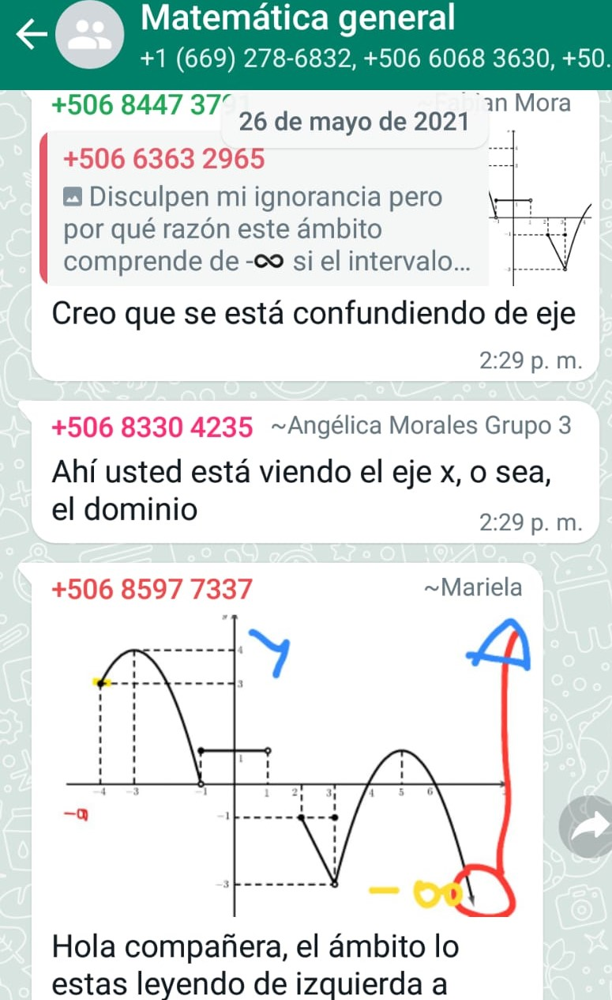 Matemática general
+1 (669) 278-6832, +506 6068 3630, +50.
+506 8447 37
an Mora
26 de mayo de 2021
+506 6363 2965
Disculpen mi ignorancia pero
por qué razón este ámbito
comprende de -∞ si el intervalo...
Creo que se está confundiendo de eje
2:29 p. m.
+506 8330 4235 ~Angélica Morales Grupo 3
Ahí usted está viendo el eje x, o sea,
el dominio
2:29 p. m.
+506 8597 7337 ~Mariela
y
4
3
1
-4 -3 -1 1 2 3 4 5 6
-1
-3
- ∞
Hola compañera, el ámbito lo
estas leyendo de izquierda a